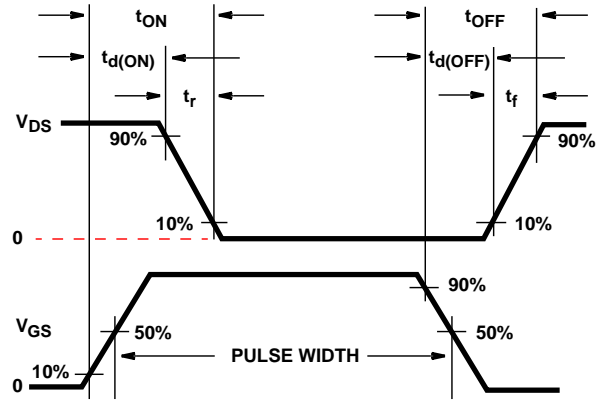 tON tOFF
td(ON) td(OFF)
tr tf
VDS
90% 90%
10% 10%
0
90%
VGS 50% 50%
10% PULSE WIDTH
0